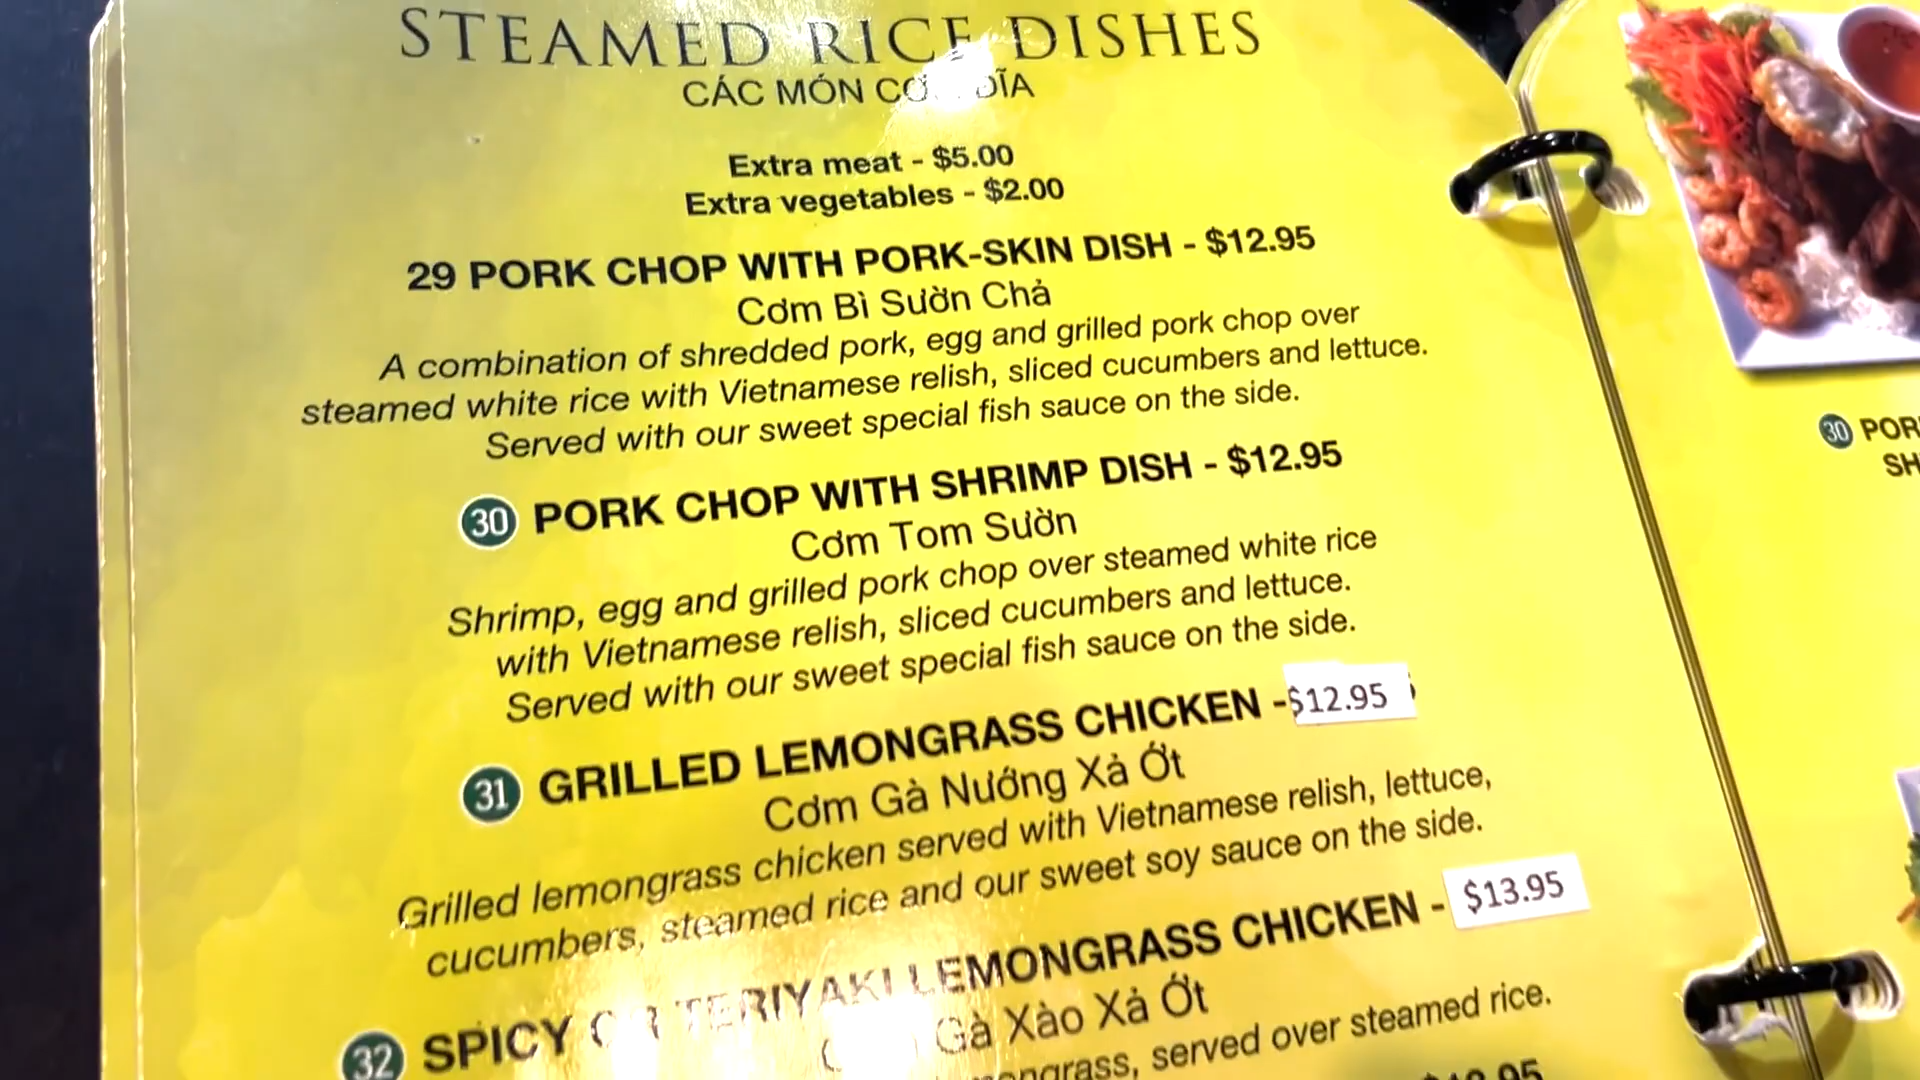 STEAMED RICE DISHES
CÁC MÓN ĐĨA
Extra meat - $5.00
Extra vegetables - $2.00
29 PORK CHOP WITH PORK-SKIN DISH - $12.95
Cơm Bì Sườn Chả
A combination of shredded pork, egg and grilled pork chop over
steamed white rice with Vietnamese relish, sliced cucumbers and lettuce.
Served with our sweet special fish sauce on the side.
30 PORK CHOP WITH SHRIMP DISH - $12.95
Cơm Tom Sườn
Shrimp, egg and grilled pork chop over steamed white rice
with Vietnamese relish, sliced cucumbers and lettuce.
Served with our sweet special fish sauce on the side.
31 GRILLED LEMONGRASS CHICKEN -$12.95
Cơm Gà Nướng Xả Ớt
Grilled lemongrass chicken served with Vietnamese relish, lettuce,
cucumbers, steamed rice and our sweet soy sauce on the side.
32 SPICY OR TERIYAKI LEMONGRASS CHICKEN - $13.95
Gà Xào Xả Ớt
served over steamed rice.
30